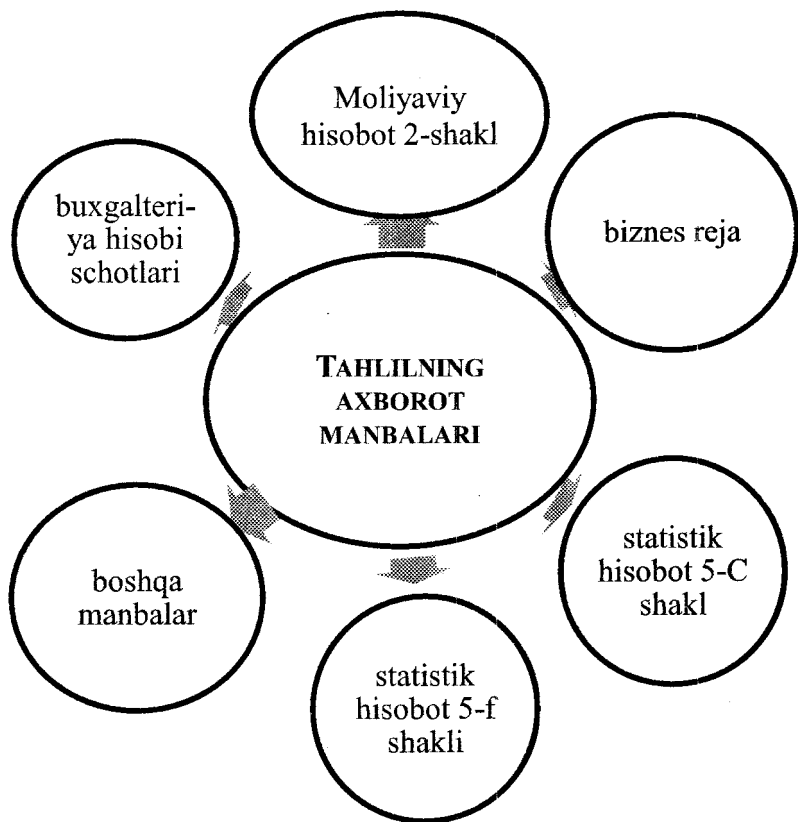 Moliyaviy
hisobot 2-shakl
buxgalteri-
ya hisobi
schotlari
biznes reja
TAHLILNING
AXBOROT
MANBALARI
statistik
hisobot 5-C
shakl
boshqa
manbalar
statistik
hisobot 5-f
shakli